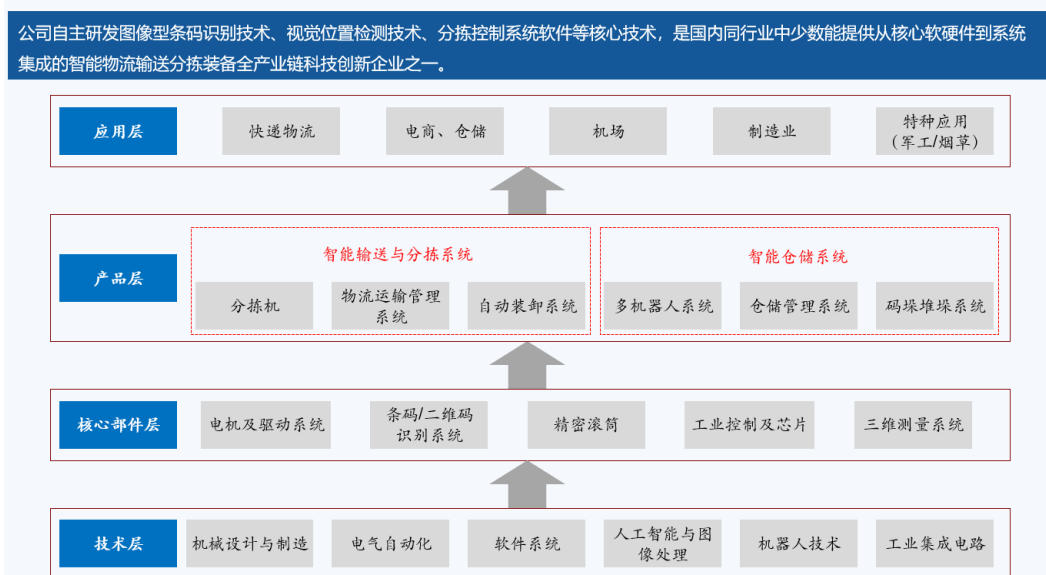 公司自主研发图像型条码识别技术、视觉位置检测技术、分拣控制系统软件等核心技术，是国内同行业中少数能提供从核心软硬件到系统
集成的智能物流输送分拣装备全产业链科技创新企业之一。
应用层
快递物流
电商、仓储
机场
制造业
特种应用
（军工/烟草）
产品层
智能输送与分拣系统
分拣机
物流运输管理
系统
自动装卸系统
智能仓储系统
多机器人系统
仓储管理系统
码垛堆垛系统
核心部件层
电机及驱动系统
条码/二维码
识别系统
精密滚筒
工业控制及芯片
三维测量系统
技术层
机械设计与制造
电气自动化
软件系统
人工智能与图
像处理
机器人技术
工业集成电路